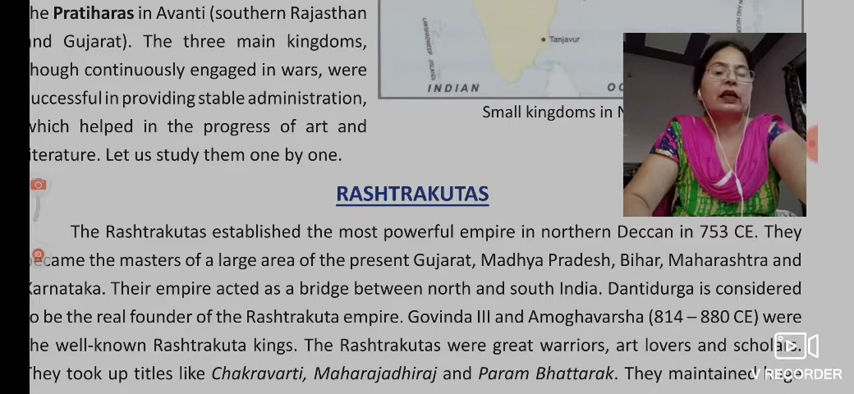 he Pratiharas in Avanti (southern Rajasthan
nd Gujarat). The three main kingdoms,
hough continuously engaged in wars, were
uccessful in providing stable administration,
which helped in the progress of art and
iterature. Let us study them one by one.
Tanjavur
INDIAN
Small kingdoms in N
RASHTRAKUTAS
The Rashtrakutas established the most powerful empire in northern Deccan in 753 CE. They
came the masters of a large area of the present Gujarat, Madhya Pradesh, Bihar, Maharashtra and
Karnataka. Their empire acted as a bridge between north and south India. Dantidurga is considered
o be the real founder of the Rashtrakuta empire. Govinda III and Amoghavarsha (814 – 880 CE) were
he well-known Rashtrakuta kings. The Rashtrakutas were great warriors, art lovers and scholars.
They took up titles like Chakravarti, Maharajadhiraj and Param Bhattarak. They maintained huge
V RECORDER